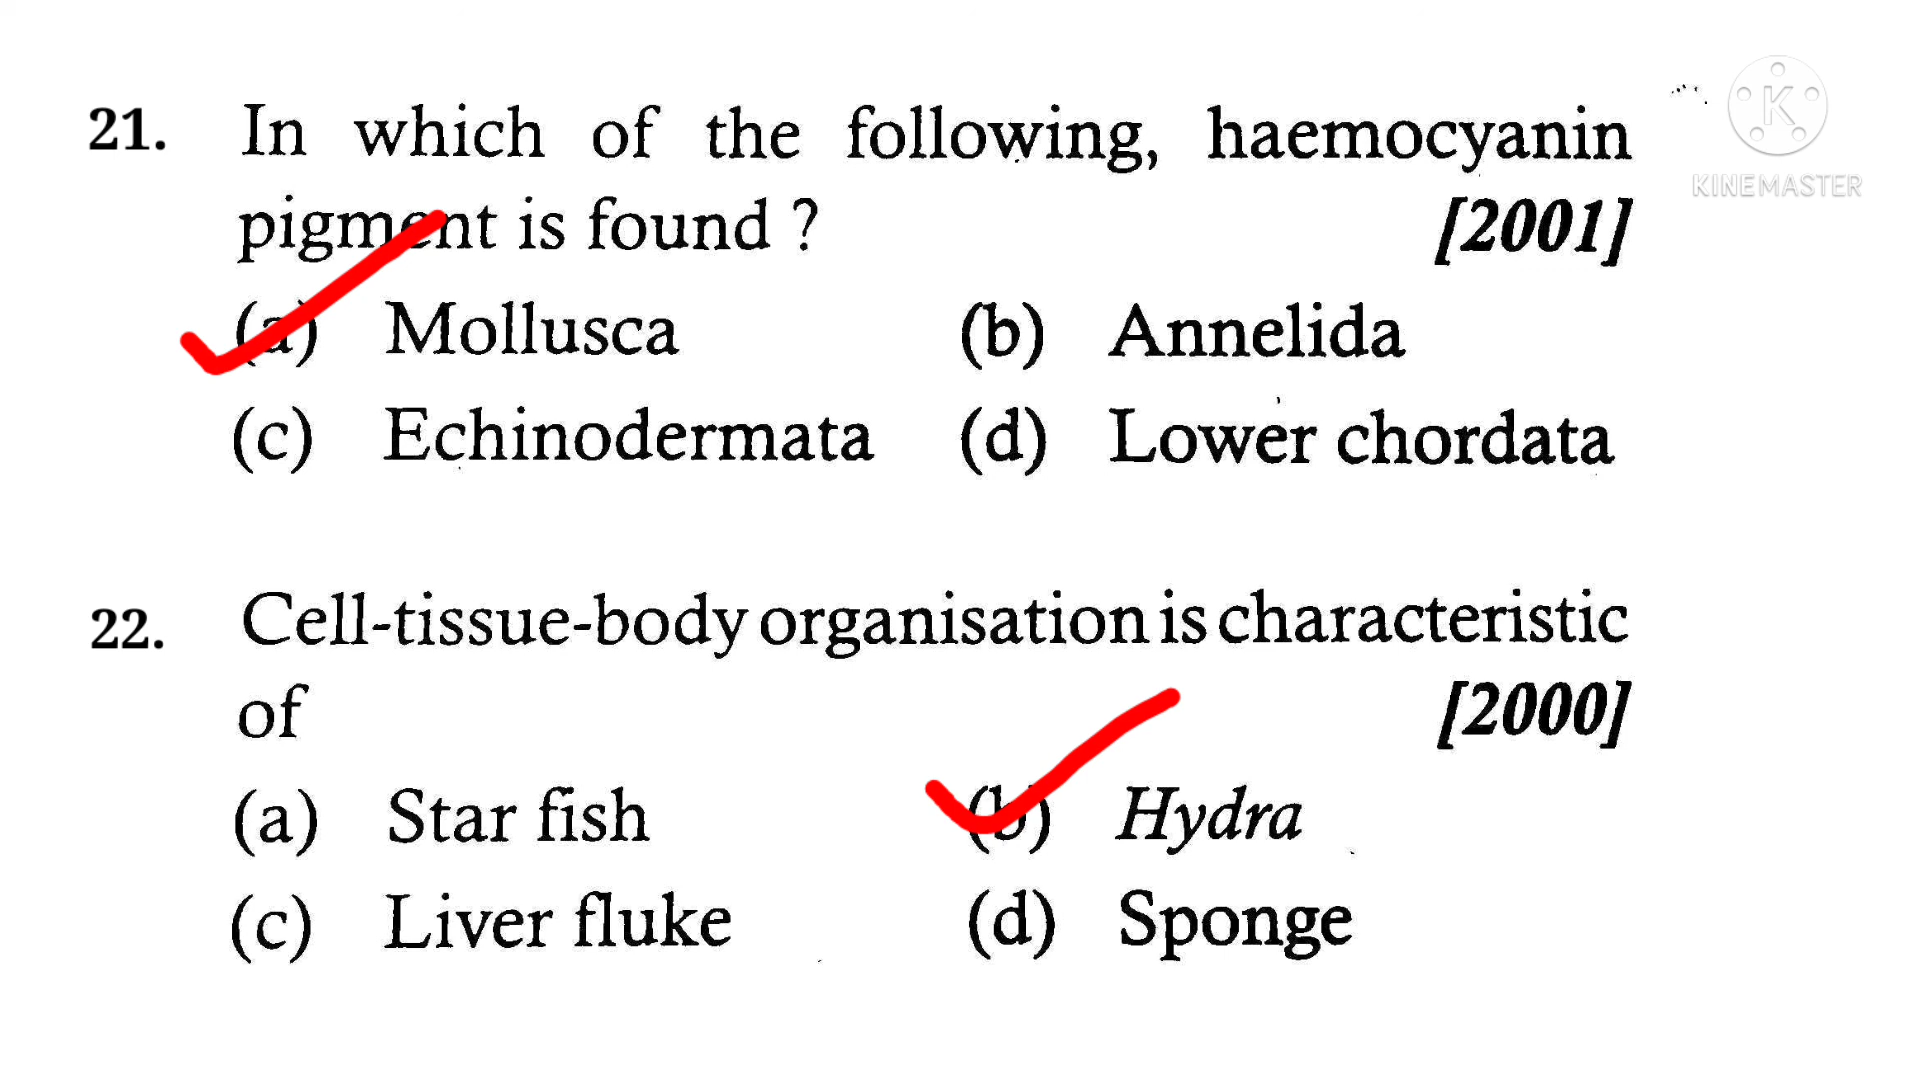 21. In which of the following, haemocyanin
pigment is found ? [2001]
(a) Mollusca (b) Annelida
(c) Echinodermata (d) Lower chordata
22. Cell-tissue-body organisation is characteristic
of [2000]
(a) Star fish (b) Hydra
(c) Liver fluke (d) Sponge
K
KINEMASTER